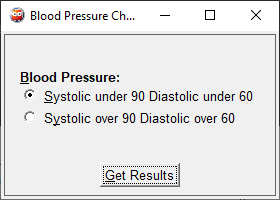 Blood Pressure Ch...
Blood Pressure:
Systolic under 90 Diastolic under 60
Systolic over 90 Diastolic over 60
Get Results